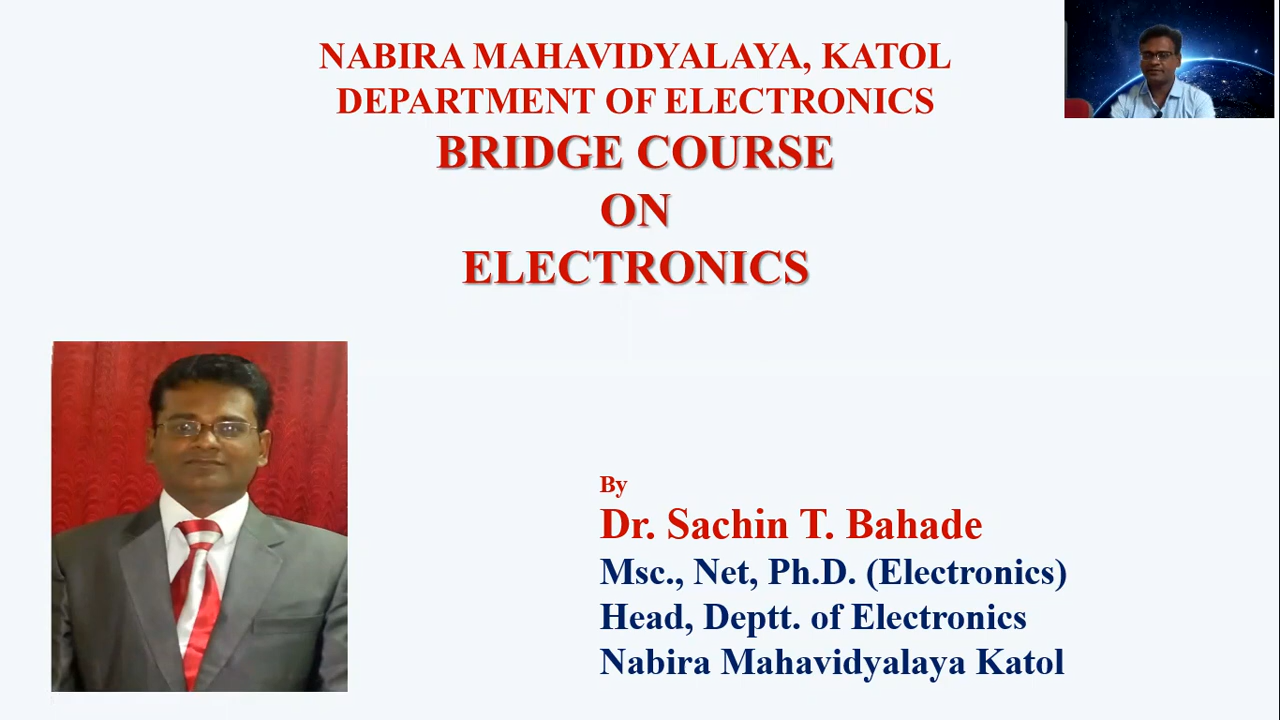 NABIRA MAHAVIDYALAYA, KATOL
DEPARTMENT OF ELECTRONICS
BRIDGE COURSE
ON
ELECTRONICS
By
Dr. Sachin T. Bahade
Msc., Net, Ph.D. (Electronics)
Head, Deptt. of Electronics
Nabira Mahavidyalaya Katol